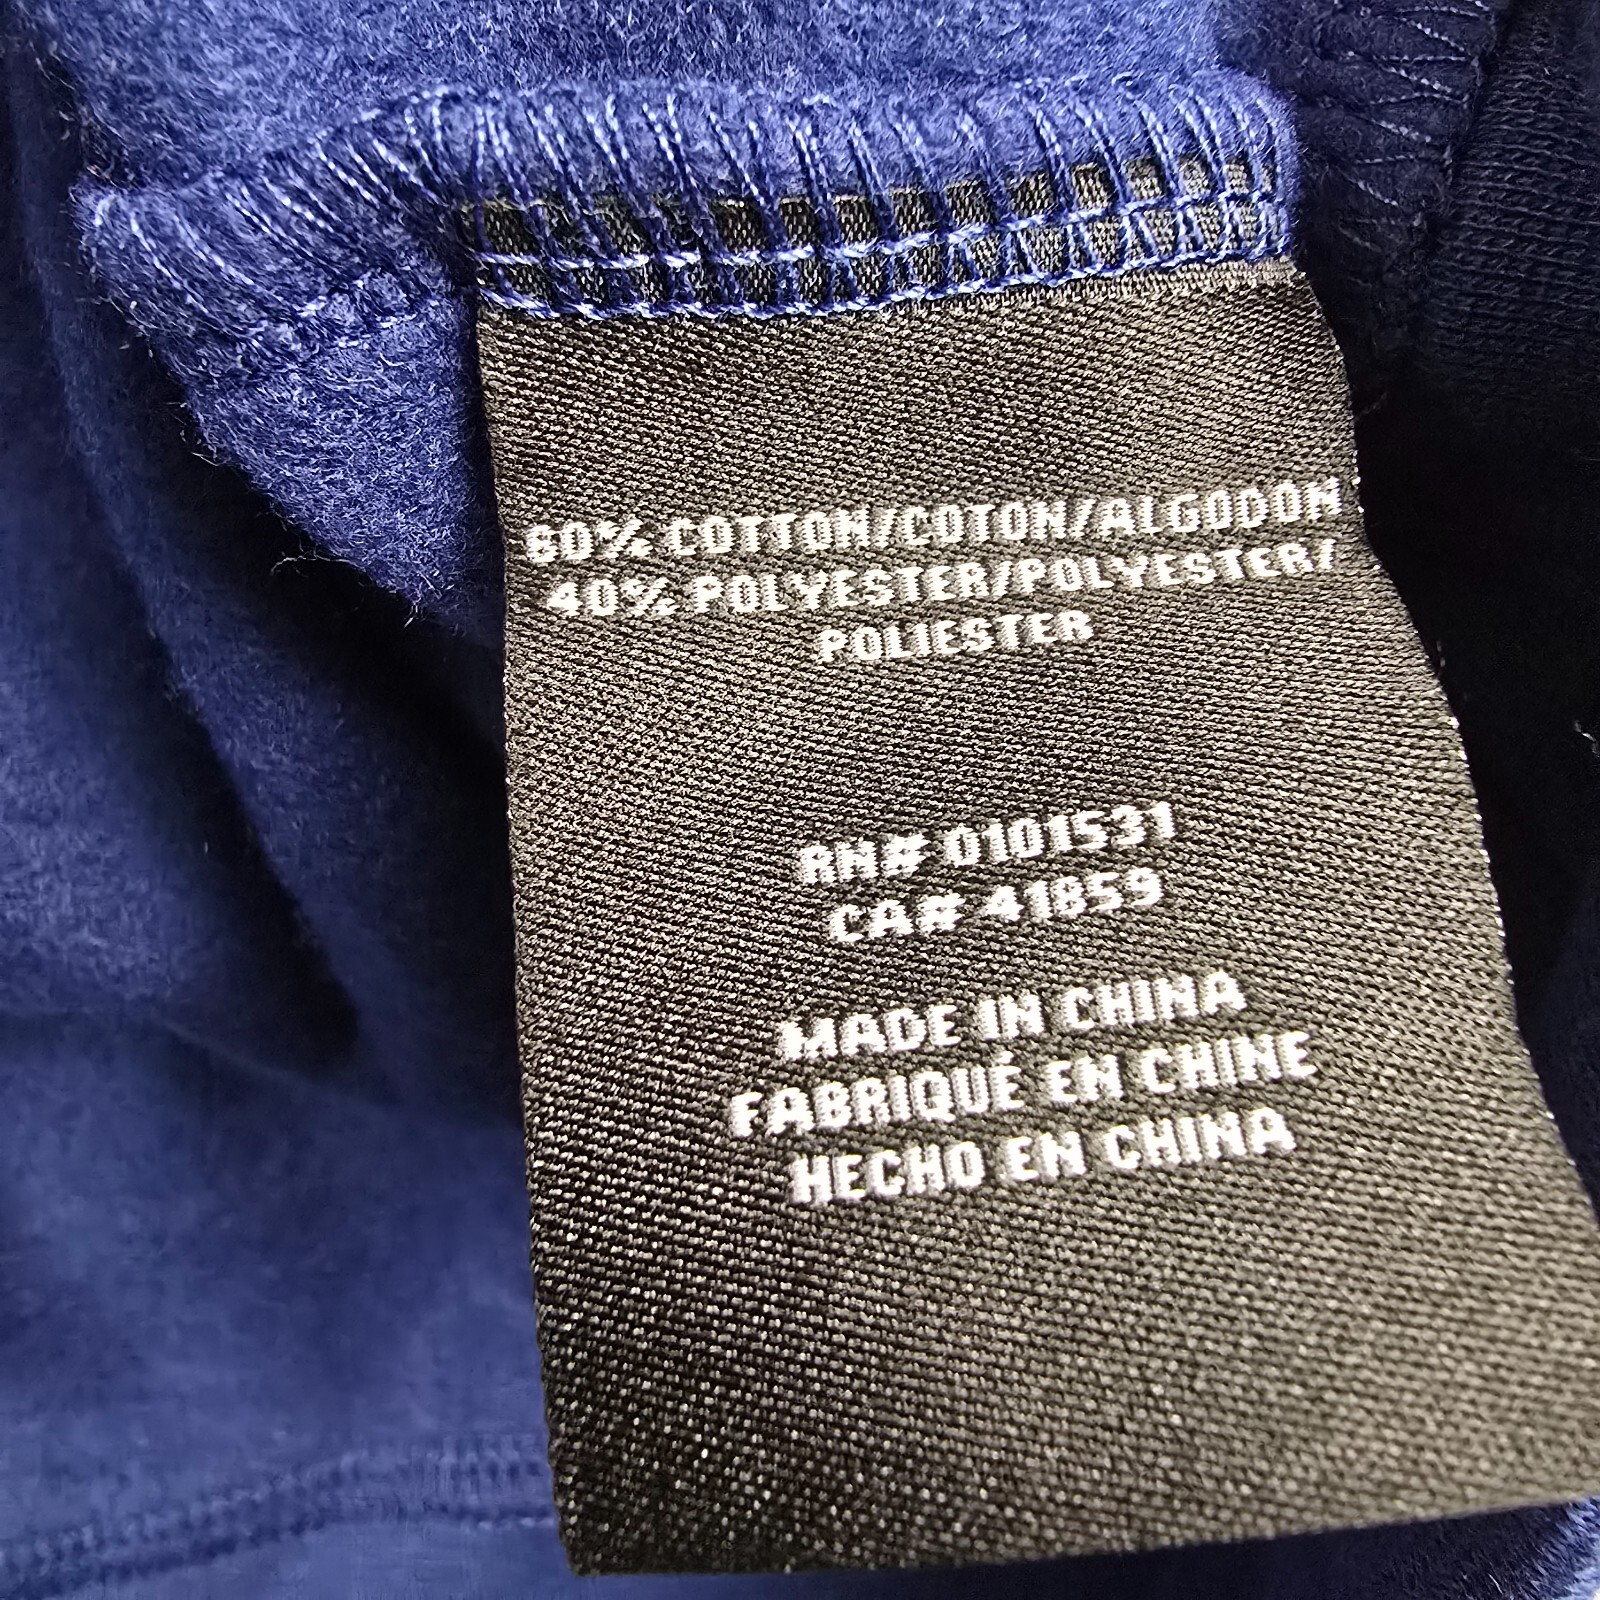 60% COTTON/COTON/ALGODON
40% POLYESTER/POLYESTER/
POLIESTER
RN# 0101531
CA# 41859
MADE IN CHINA
FABRIQUÉ EN CHINE
HECHO EN CHINA